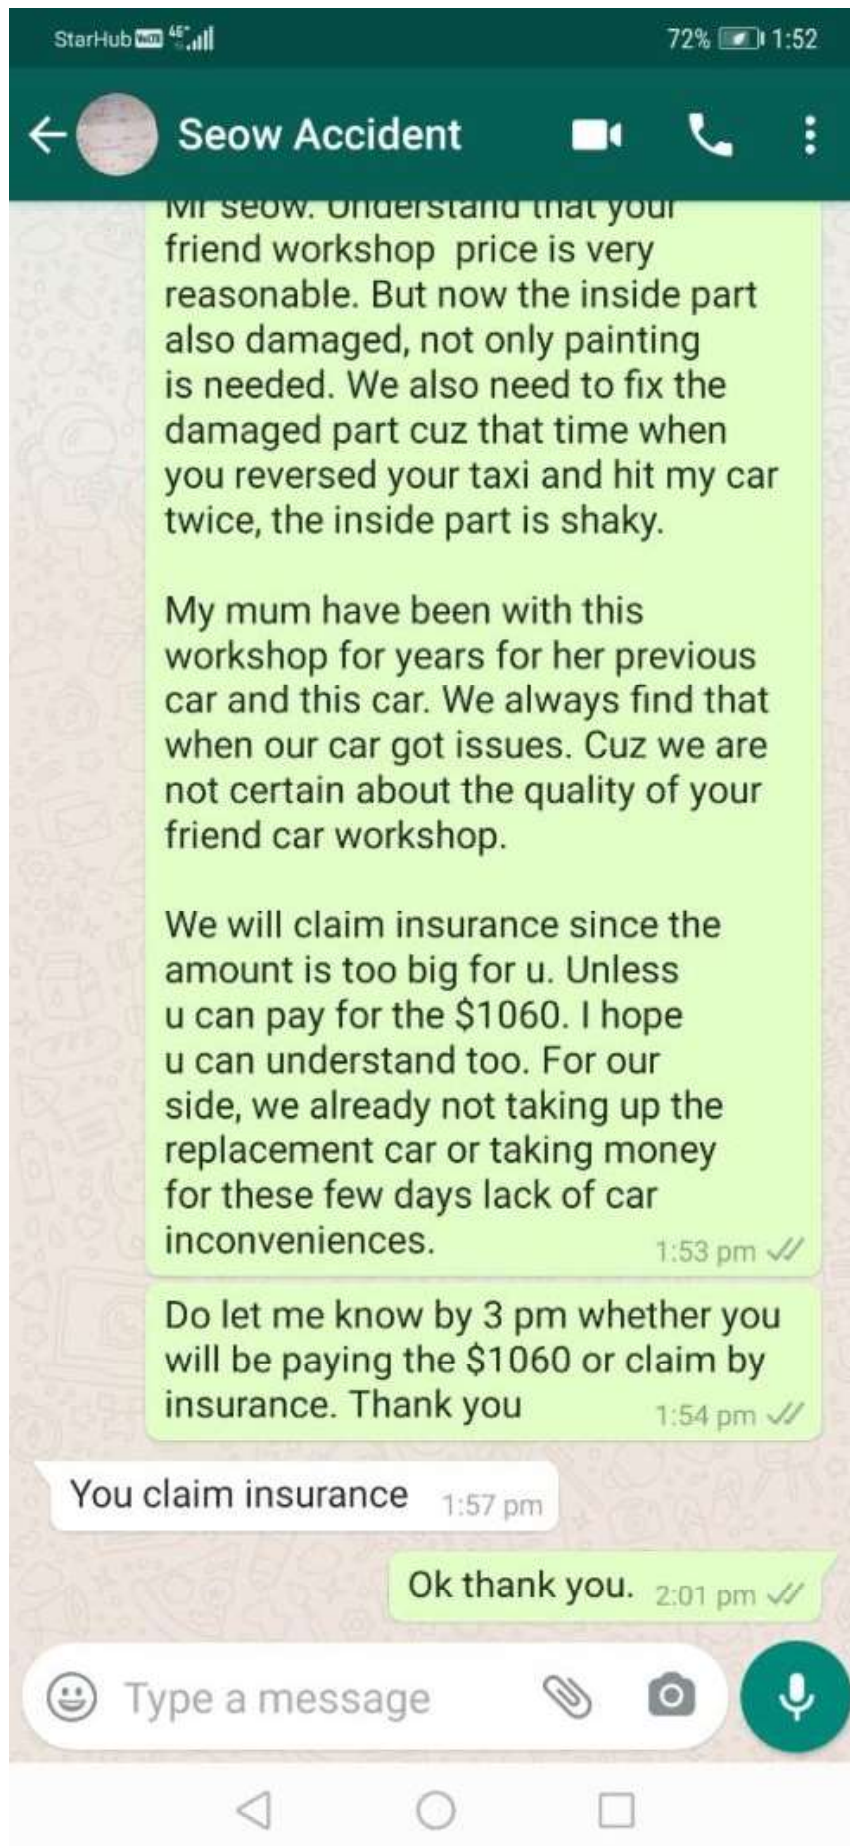 StarHub VoLTE 4G+ 72% 1:52
Seow Accident
Mr seow. Understand that your
friend workshop price is very
reasonable. But now the inside part
also damaged, not only painting
is needed. We also need to fix the
damaged part cuz that time when
you reversed your taxi and hit my car
twice, the inside part is shaky.
My mum have been with this
workshop for years for her previous
car and this car. We always find that
when our car got issues. Cuz we are
not certain about the quality of your
friend car workshop.
We will claim insurance since the
amount is too big for u. Unless
u can pay for the $1060. I hope
u can understand too. For our
side, we already not taking up the
replacement car or taking money
for these few days lack of car
inconveniences. 1:53 pm
Do let me know by 3 pm whether you
will be paying the $1060 or claim by
insurance. Thank you 1:54 pm
You claim insurance 1:57 pm
Ok thank you. 2:01 pm
Type a message